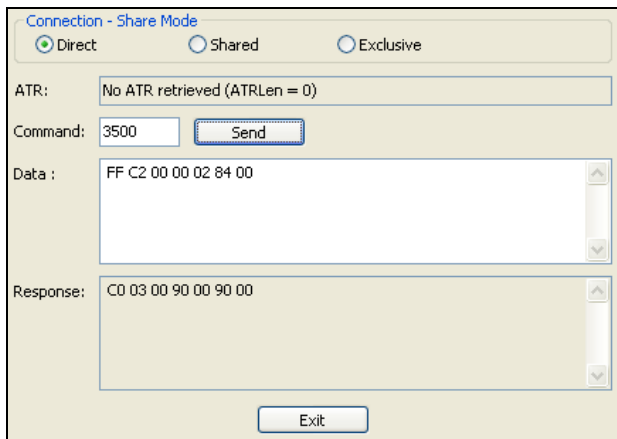 Connection - Share Mode
Direct Shared Exclusive
ATR: No ATR retrieved (ATRLen = 0)
Command: 3500 Send
Data : FF C2 00 00 02 84 00
Response: C0 03 00 90 00 90 00
Exit